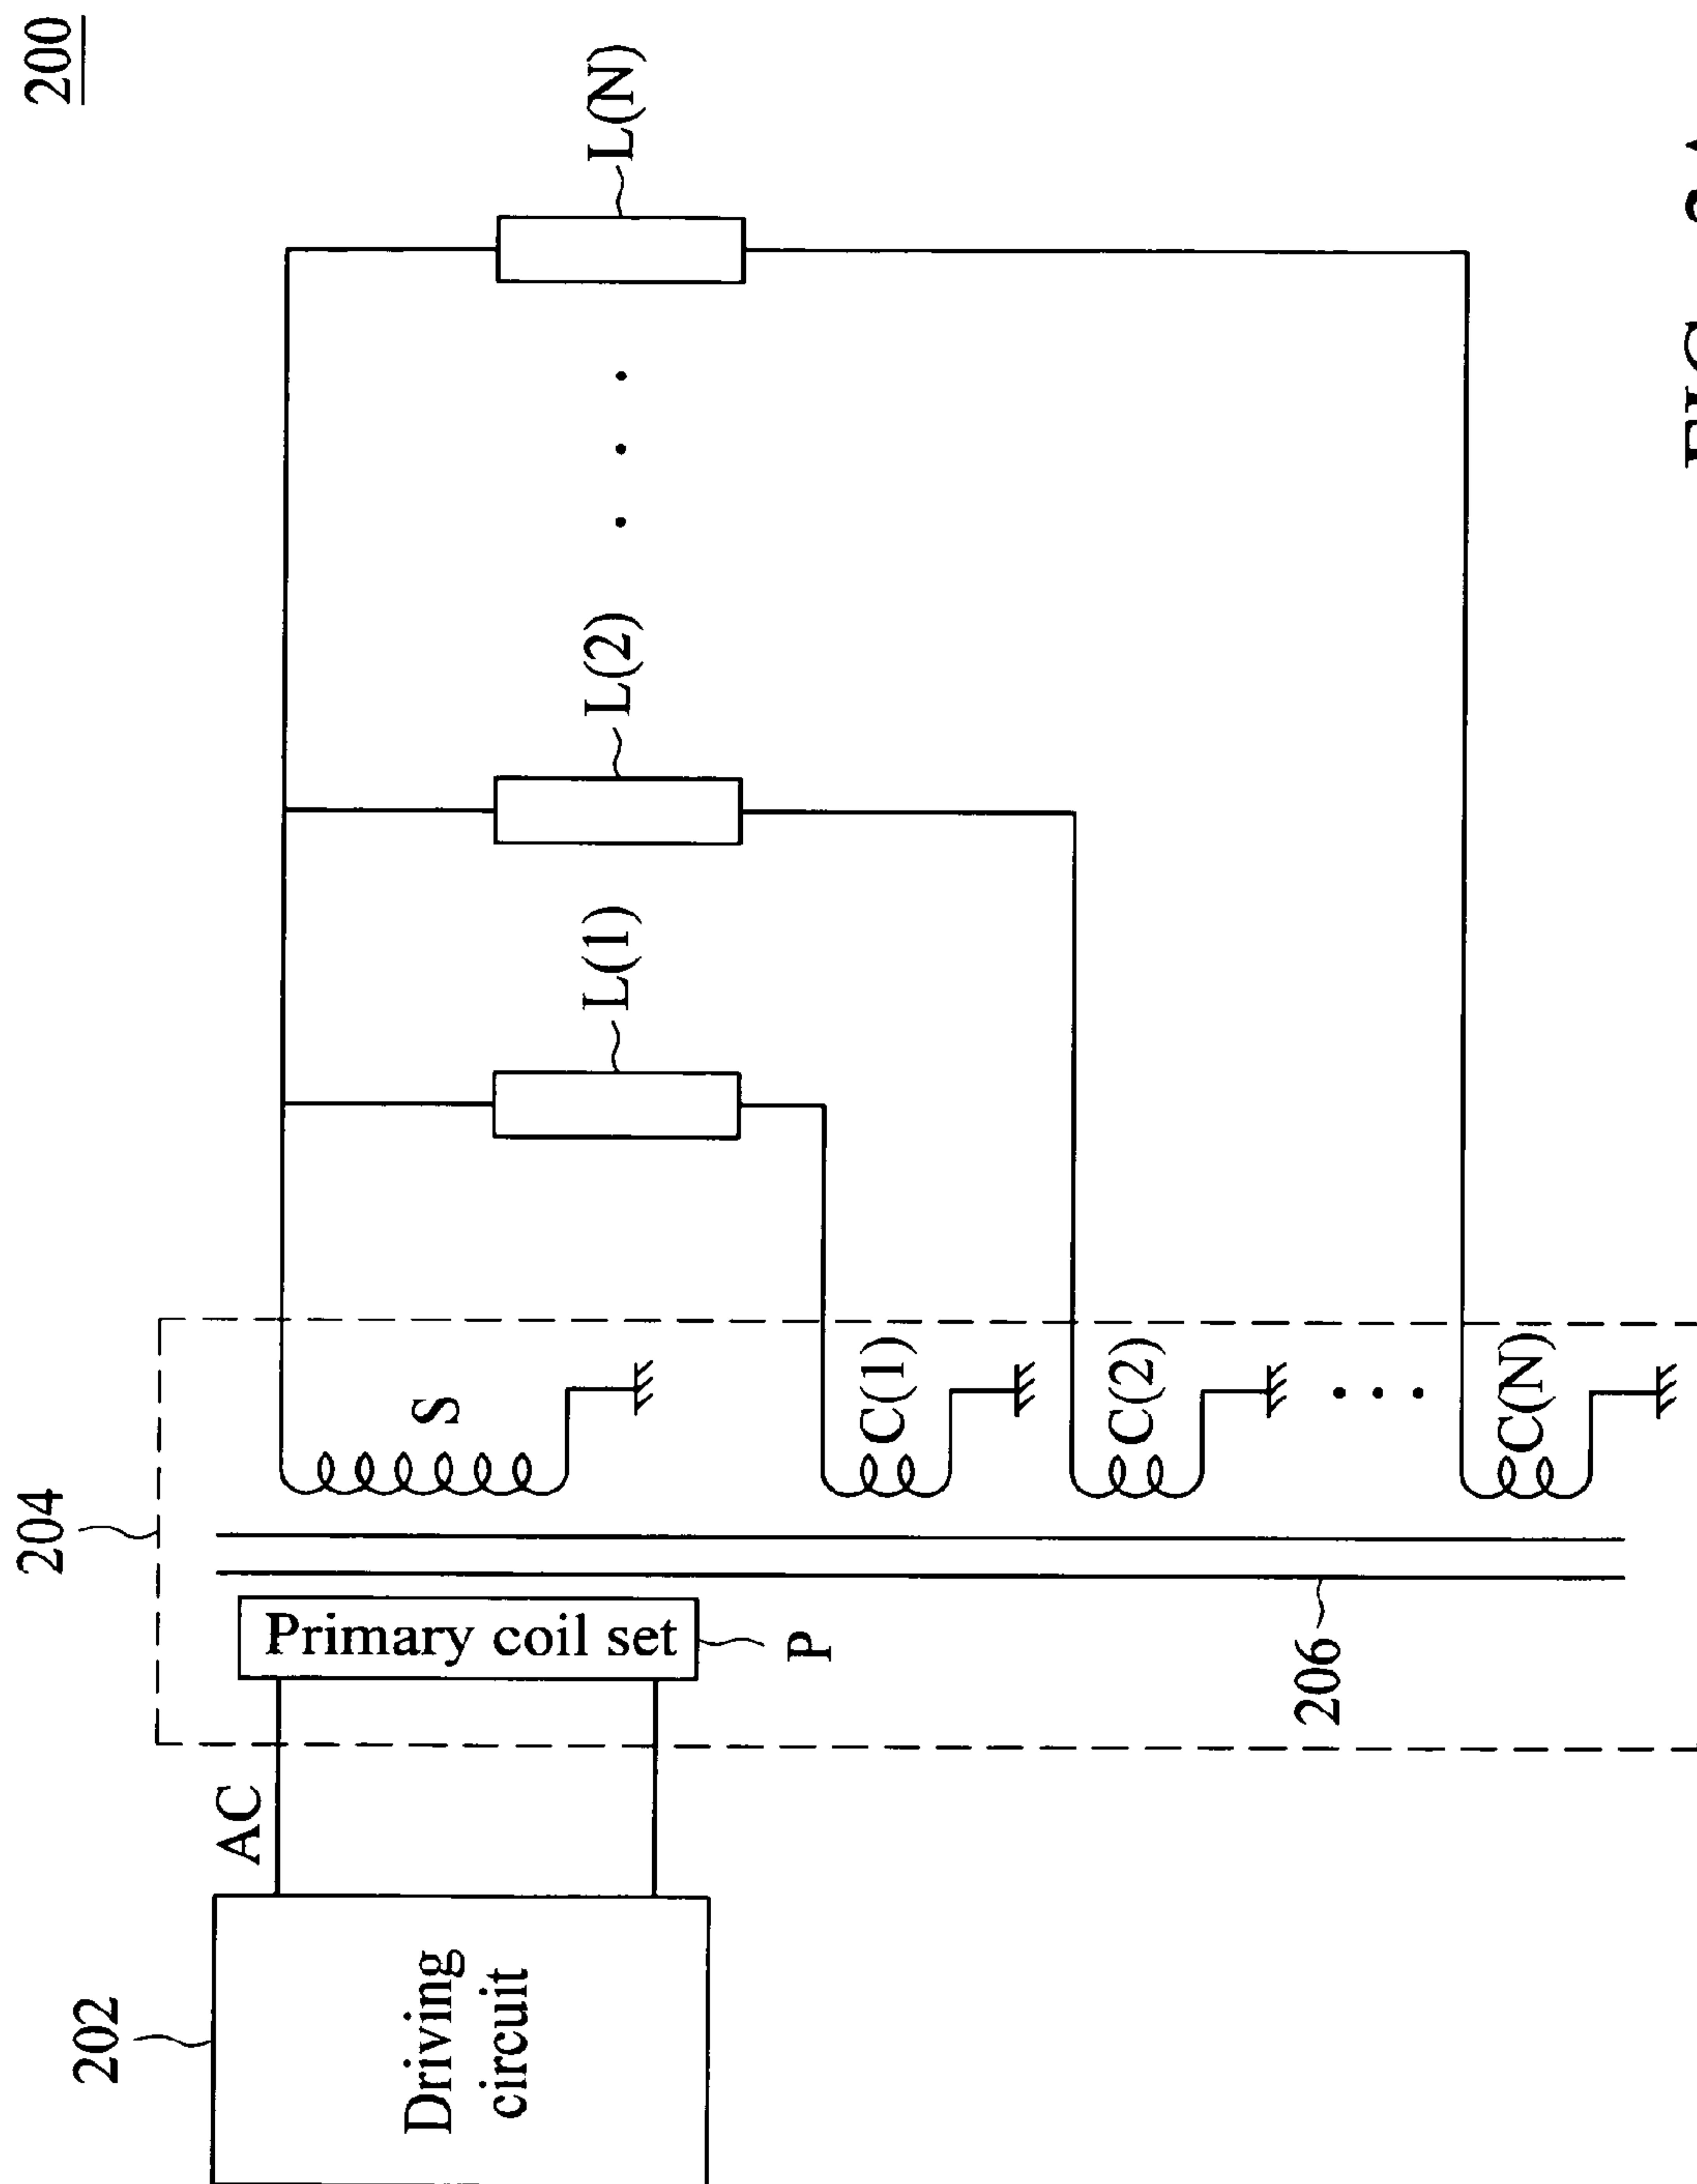 200
202
Driving
circuit
AC
204
Primary coil set
P
206
S
C(1)
C(2)
C(N)
L(1)
L(2)
L(N)